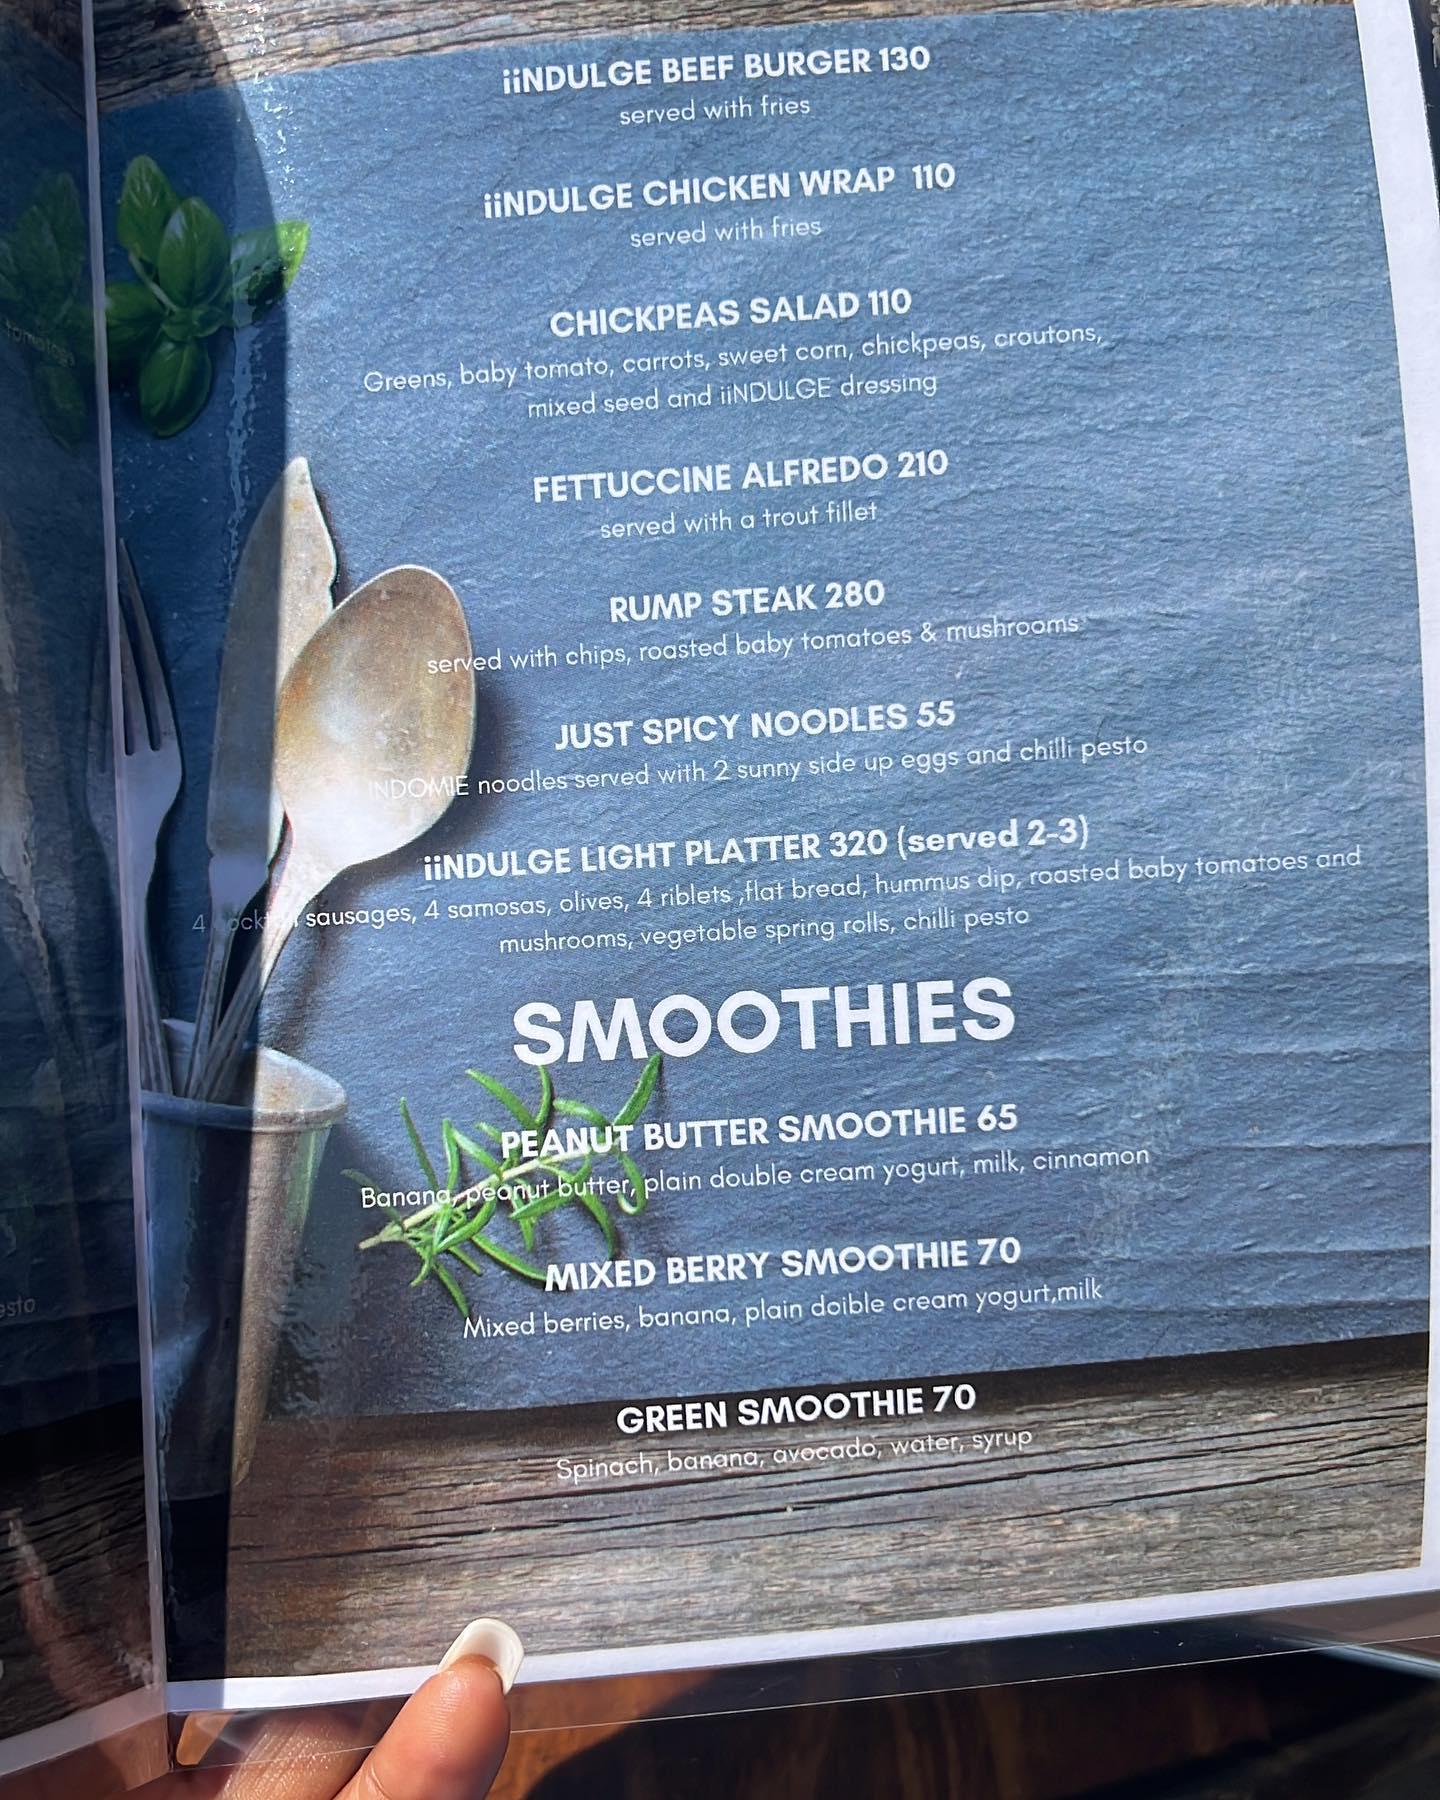 iiNDULGE BEEF BURGER 130
served with fries
iiNDULGE CHICKEN WRAP 110
served with fries
CHICKPEAS SALAD 110
Greens, baby tomato, carrots, sweet corn, chickpeas, croutons,
mixed seed and iiNDULGE dressing
FETTUCCINE ALFREDO 210
served with a trout fillet
RUMP STEAK 280
served with chips, roasted baby tomatoes & mushrooms
JUST SPICY NOODLES 55
INDOMIE noodles served with 2 sunny side up eggs and chilli pesto
iiNDULGE LIGHT PLATTER 320 (served 2-3)
4 cocktail sausages, 4 samosas, olives, 4 riblets ,flat bread, hummus dip, roasted baby tomatoes and
mushrooms, vegetable spring rolls, chilli pesto
SMOOTHIES
PEANUT BUTTER SMOOTHIE 65
Banana, peanut butter, plain double cream yogurt, milk, cinnamon
MIXED BERRY SMOOTHIE 70
Mixed berries, banana, plain doible cream yogurt,milk
GREEN SMOOTHIE 70
Spinach, banana, avocado, water, syrup
tomatoes